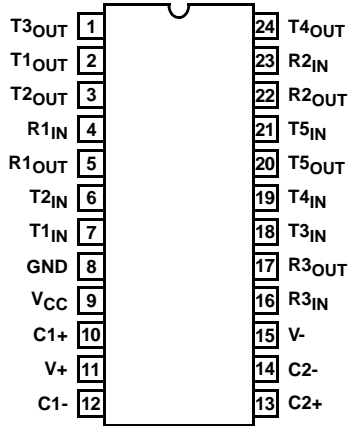 T3OUT 1 24 T4OUT
T1OUT 2 23 R2IN
T2OUT 3 22 R2OUT
R1IN 4 21 T5IN
R1OUT 5 20 T5OUT
T2IN 6 19 T4IN
T1IN 7 18 T3IN
GND 8 17 R3OUT
VCC 9 16 R3IN
C1+ 10 15 V-
V+ 11 14 C2-
C1- 12 13 C2+